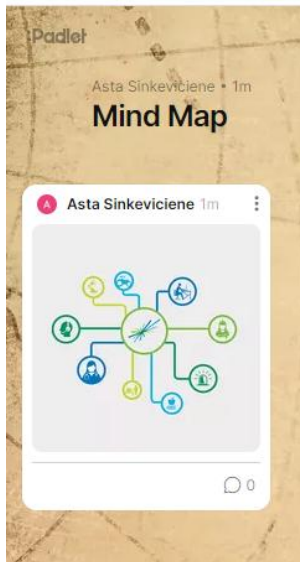 Padlet
Asta Sinkeviciene • 1m
Mind Map
A Asta Sinkeviciene 1m
0